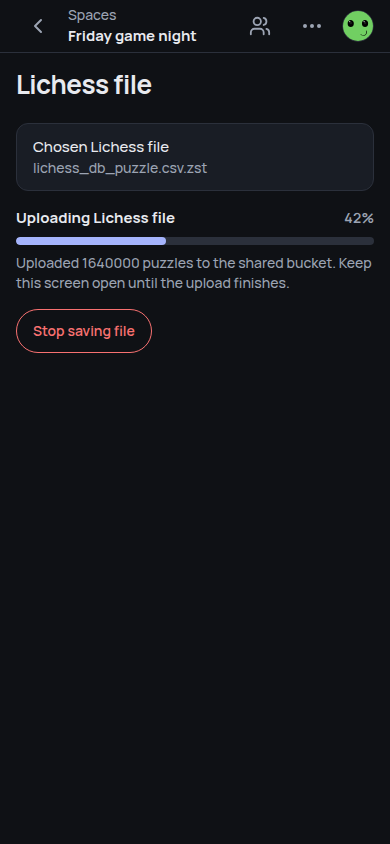 Spaces
Friday game night
Lichess file
Chosen Lichess file
lichess_db_puzzle.csv.zst
Uploading Lichess file 42%
Uploaded 1640000 puzzles to the shared bucket. Keep
this screen open until the upload finishes.
Stop saving file